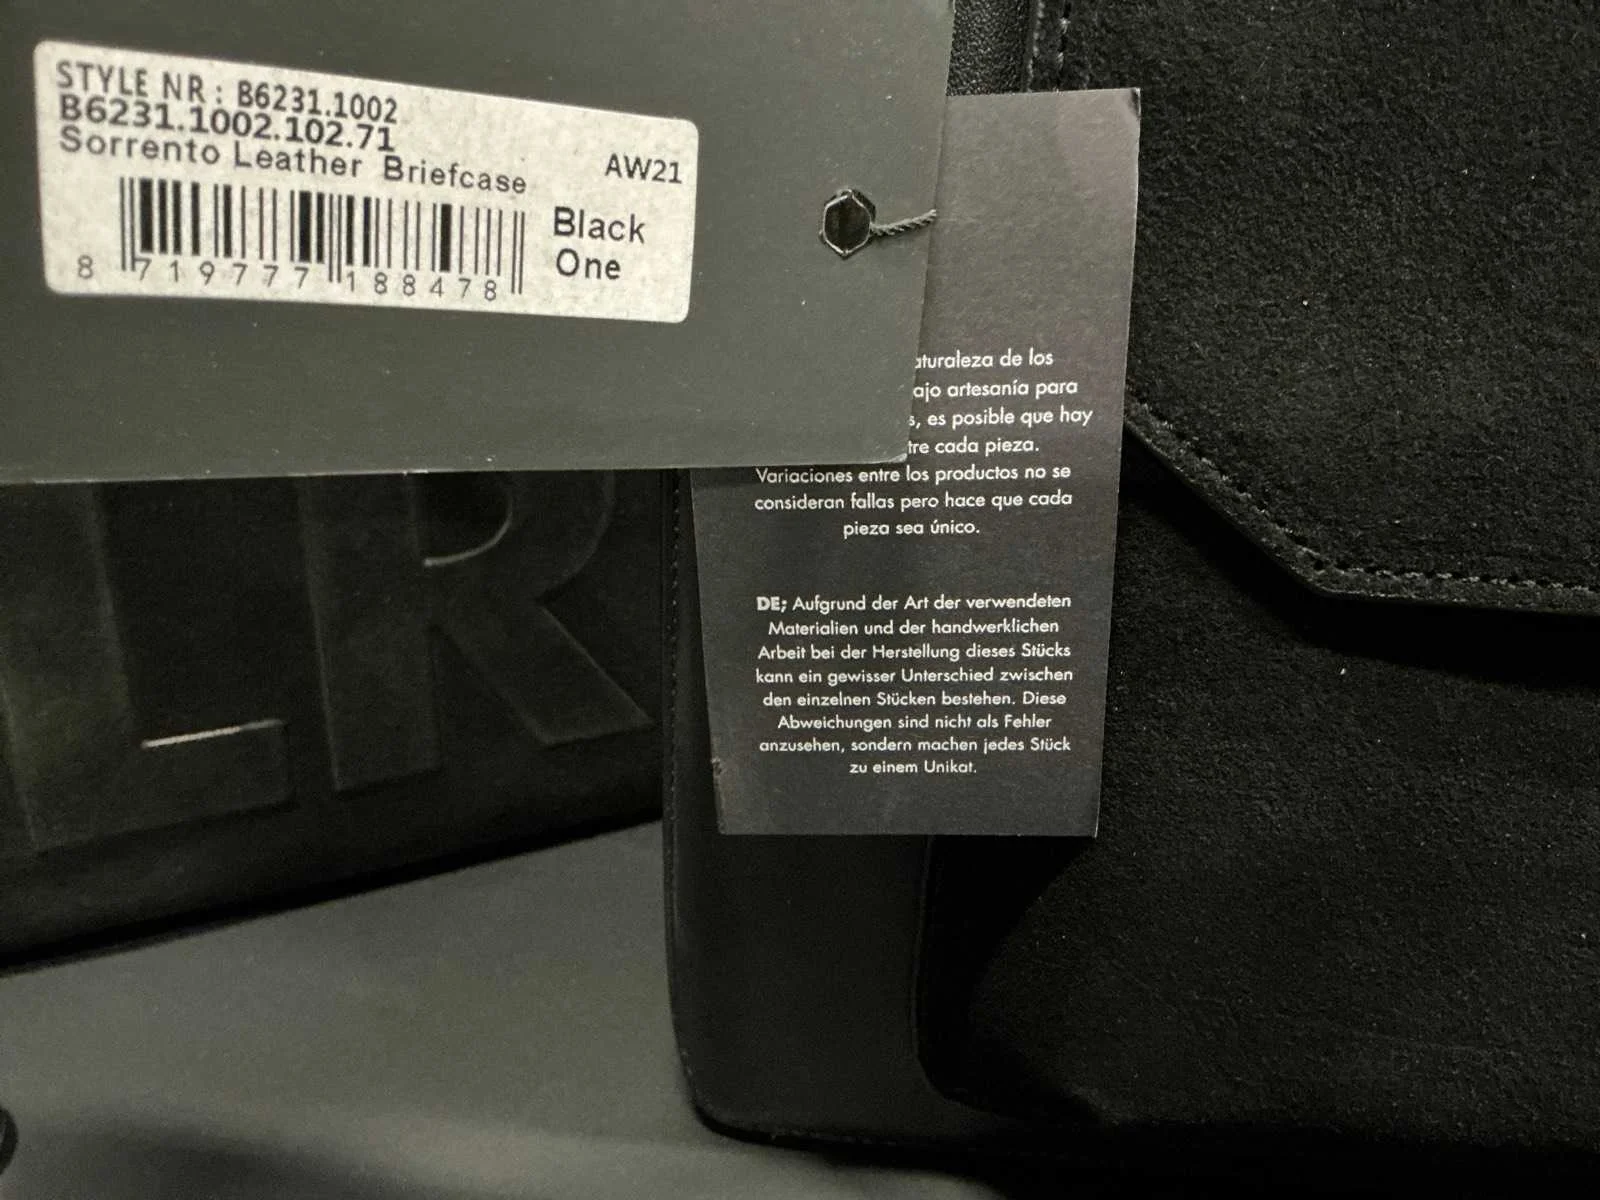 STYLE NR: B6231.1002
B6231.1002.102.71
Sorrento Leather Briefcase
AW21
Black
One
8 719777 188478
de los
artesanía para
es posible que hay
cada pieza.
Variaciones entre los productos no se
consideran fallas pero hace que cada
pieza sea único.
DE; Aufgrund der Art der verwendeten
Materialien und der handwerklichen
Arbeit bei der Herstellung dieses Stücks
kann ein gewisser Unterschied zwischen
den einzelnen Stücken bestehen. Diese
Abweichungen sind nicht als Fehler
anzusehen, sondern machen jedes Stück
zu einem Unikat.
LR